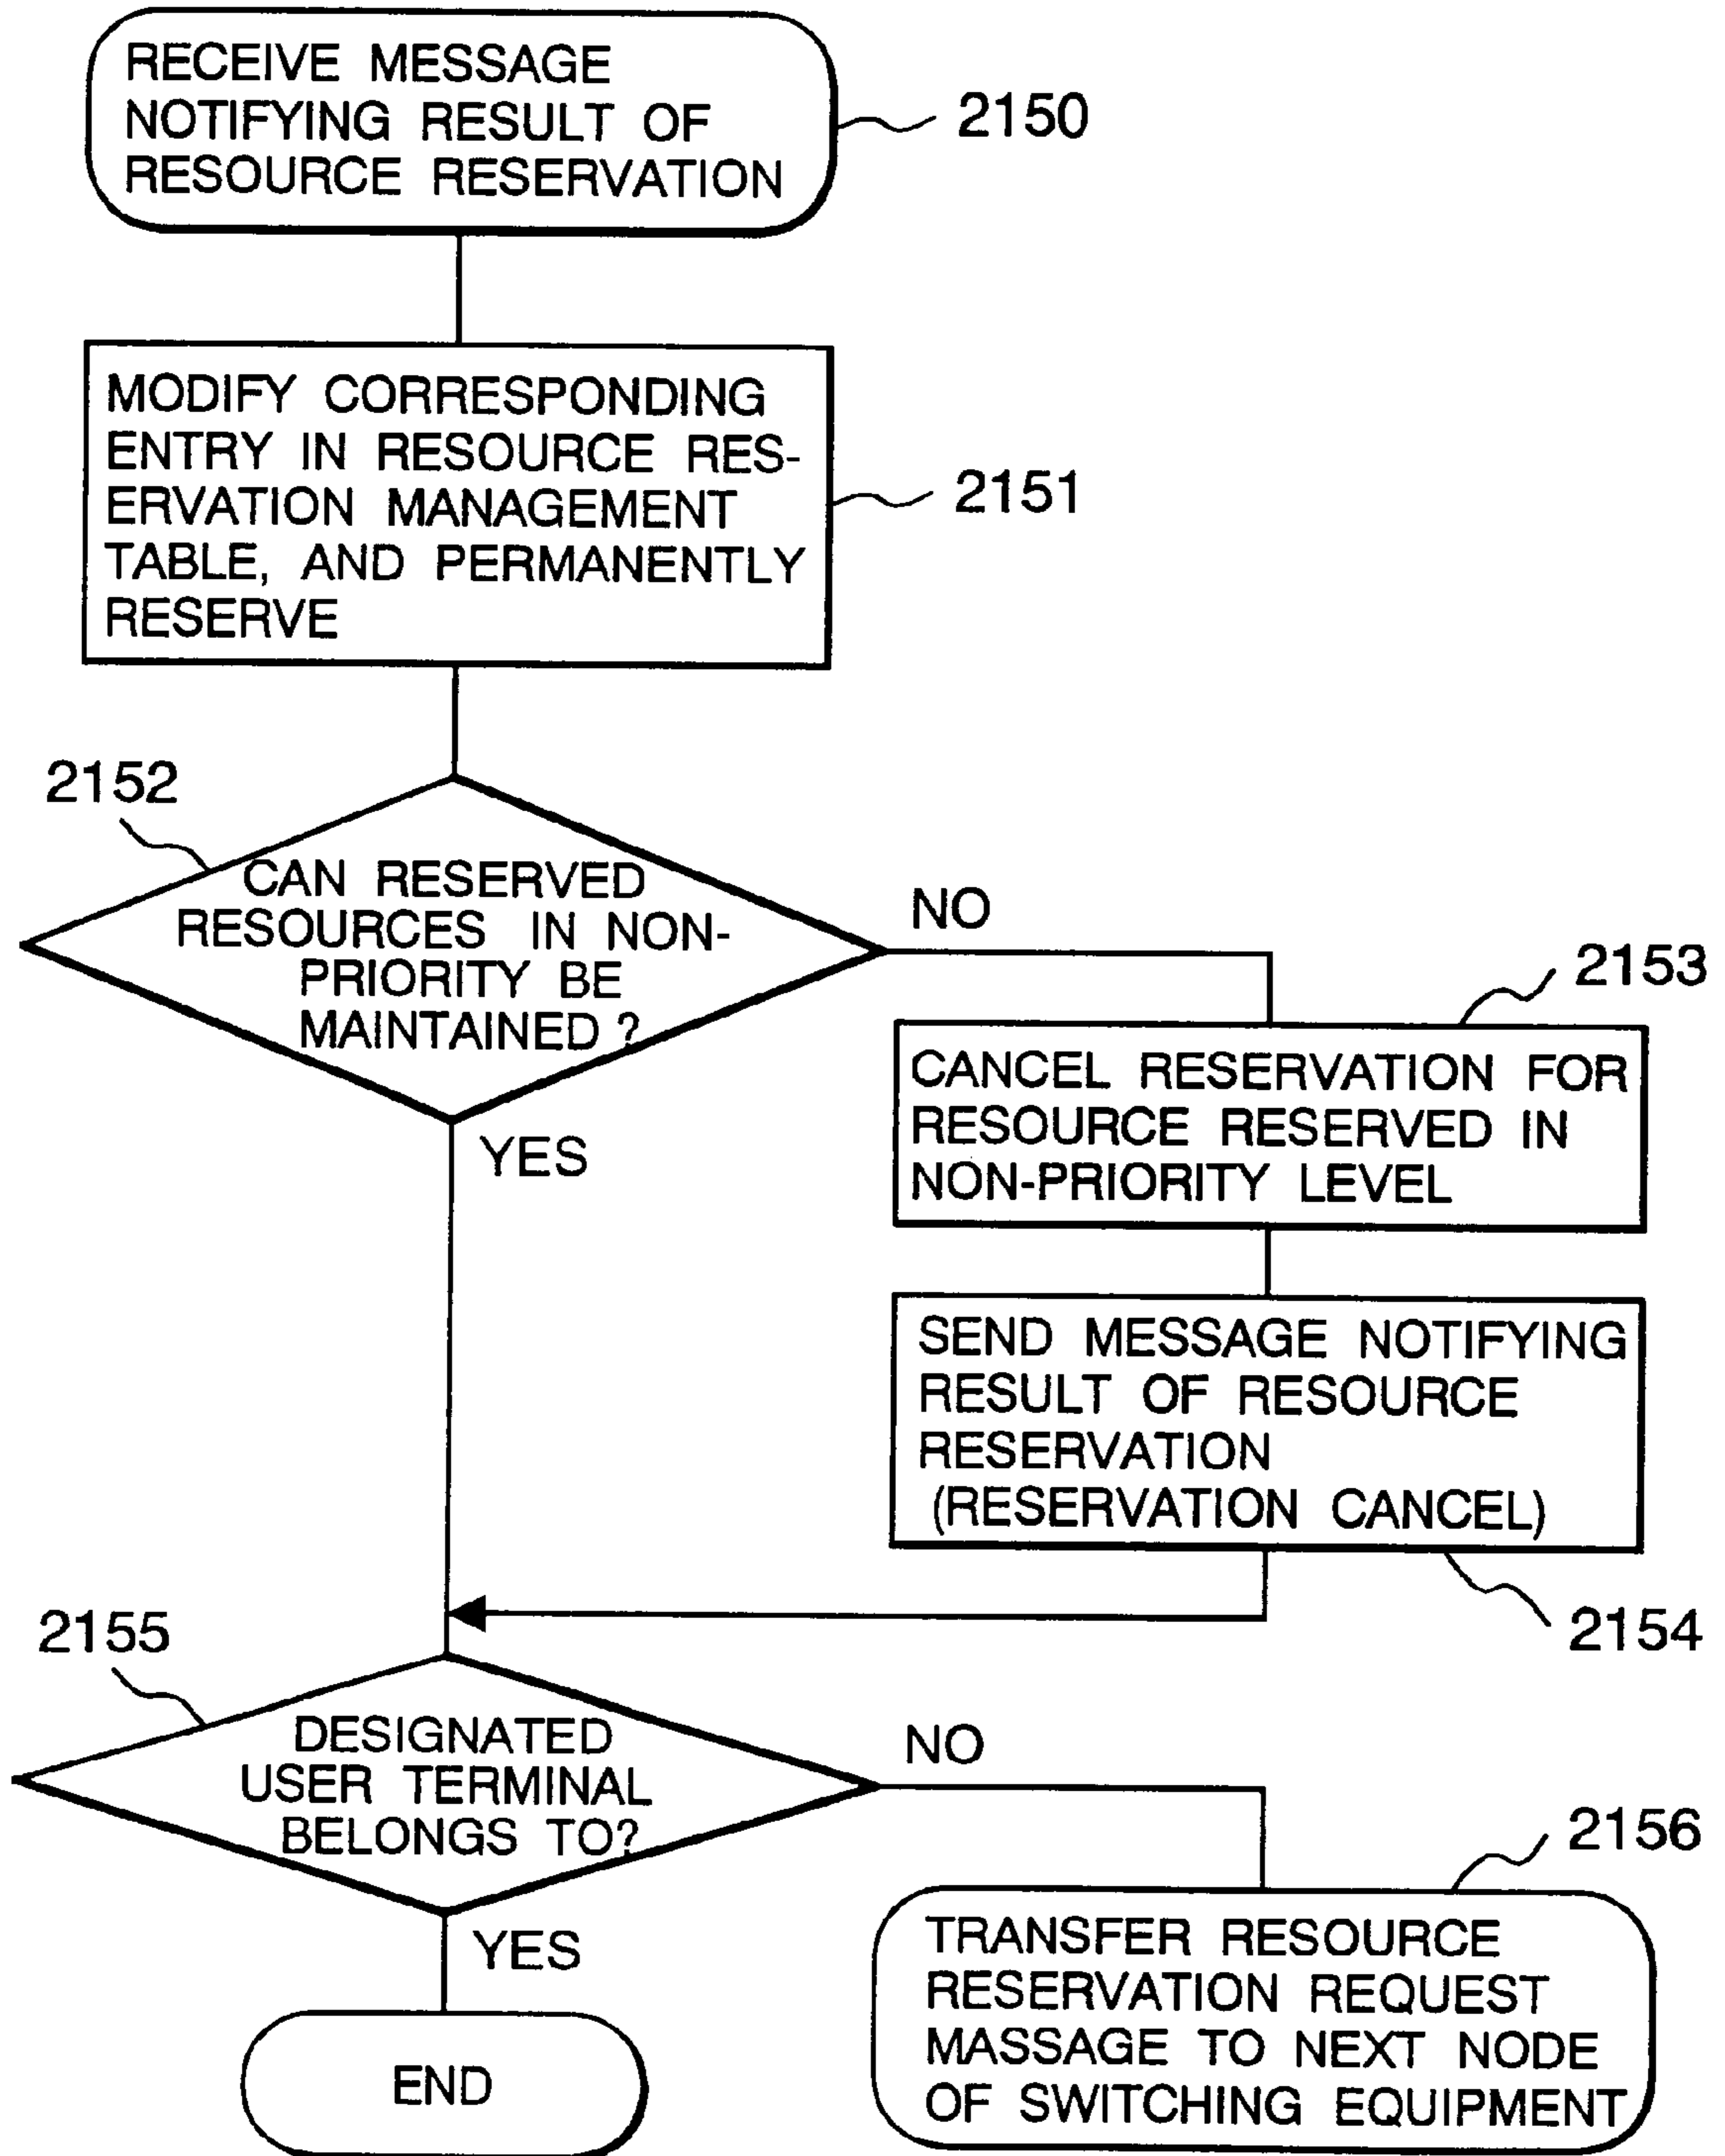 RECEIVE MESSAGE
NOTIFYING RESULT OF
RESOURCE RESERVATION
2150
MODIFY CORRESPONDING
ENTRY IN RESOURCE RES-
ERVATION MANAGEMENT
TABLE, AND PERMANENTLY
RESERVE
2151
2152
CAN RESERVED
RESOURCES IN NON-
PRIORITY BE
MAINTAINED ?
NO
YES
2153
CANCEL RESERVATION FOR
RESOURCE RESERVED IN
NON-PRIORITY LEVEL
SEND MESSAGE NOTIFYING
RESULT OF RESOURCE
RESERVATION
(RESERVATION CANCEL)
2154
2155
DESIGNATED
USER TERMINAL
BELONGS TO?
NO
YES
2156
TRANSFER RESOURCE
RESERVATION REQUEST
MASSAGE TO NEXT NODE
OF SWITCHING EQUIPMENT
END